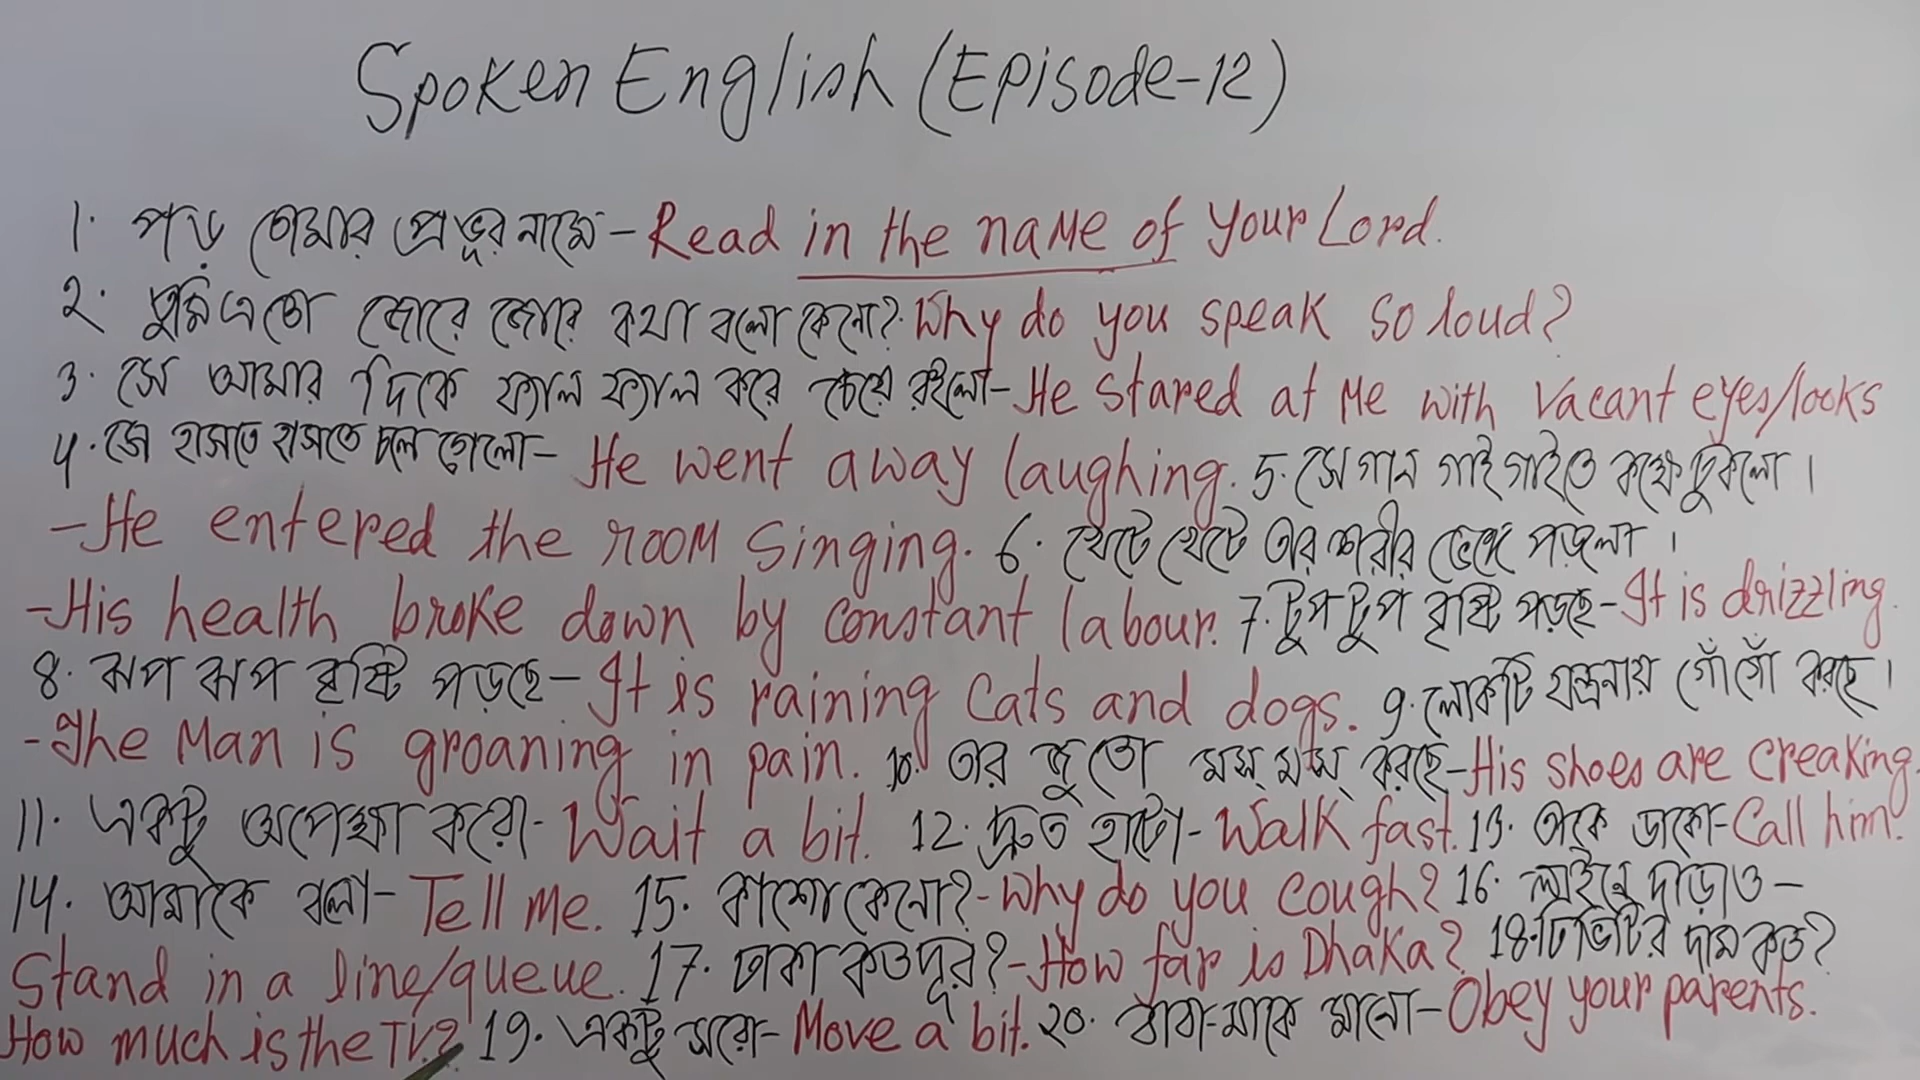 Spoken English (Episode-12)
1. পড় তোমার প্রভূর নামে - Read in the name of your Lord.
2. তুমি এতো জোরে জোরে কথা বলো কেনো? Why do you speak so loud?
3. সে আমার দিকে ফ্যাল ফ্যাল করে চেয়ে রইলো - He stared at me with vacant eyes/looks
4. সে হাসতে হাসতে চলে গেলো - He went away laughing. 5. সে গান গাই গাইতে কক্ষে ঢুকলো।
- He entered the room singing. 6. খেটে খেটে তার শরীর ভেঙ্গে পড়লো।
- His health broke down by constant labour. 7. টুপ টুপ বৃষ্টি পড়ছে - It is drizzling.
8. ঝপ ঝপ বৃষ্টি পড়ছে - It is raining cats and dogs. 9. লোকটি যন্ত্রনায় গোঁ গোঁ করছে।
- The man is groaning in pain. 10. তার জুতো মস্ মস্ করছে - His shoes are creaking.
11. একটু অপেক্ষা করো - Wait a bit. 12. দ্রুত হাটো - Walk fast. 13. তাকে ডাকো - Call him.
14. আমাকে বলো - Tell me. 15. কাশো কেনো? - Why do you cough? 16. লাইনে দাড়াও -
Stand in a line/queue. 17. ঢাকা কত দূর? - How far is Dhaka? 18. টিভিটির দাম কত?
How much is the TV? 19. একটু সরো - Move a bit. 20. বাবা-মাকে মানো - Obey your parents.